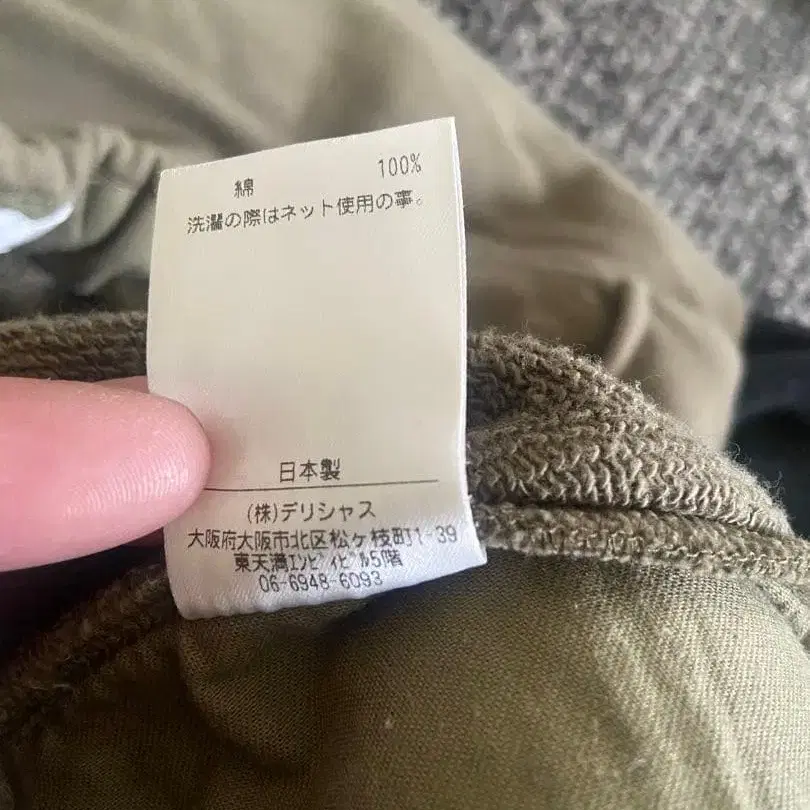 綿 100%
洗濯の際はネット使用の事。
日本製
(株)デリシャス
大阪府大阪市北区松ヶ枝町1-39
東天満ｴﾝﾋﾟｲﾋﾞﾙ5階
06-6948-6093